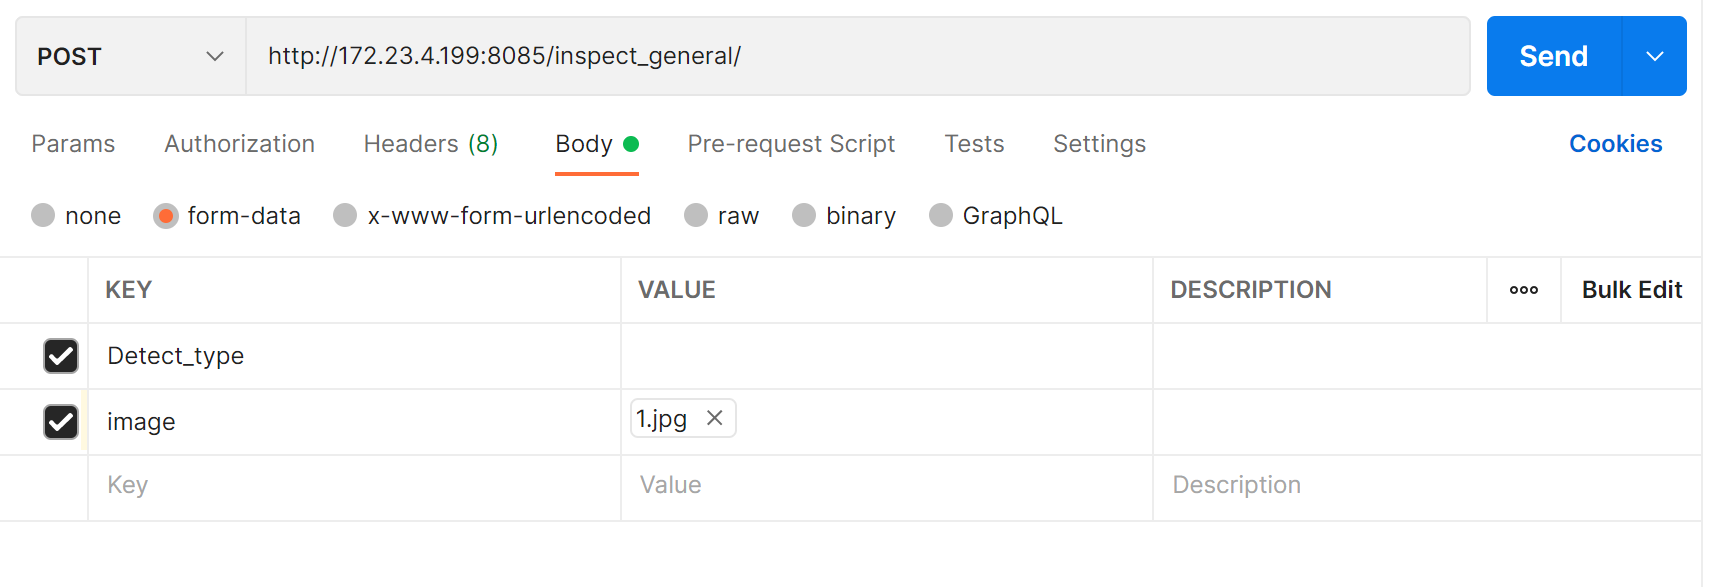 POST http://172.23.4.199:8085/inspect_general/ Send
Params Authorization Headers (8) Body Pre-request Script Tests Settings Cookies
none form-data x-www-form-urlencoded raw binary GraphQL
KEY VALUE DESCRIPTION ooo Bulk Edit
Detect_type
image 1.jpg
Key Value Description